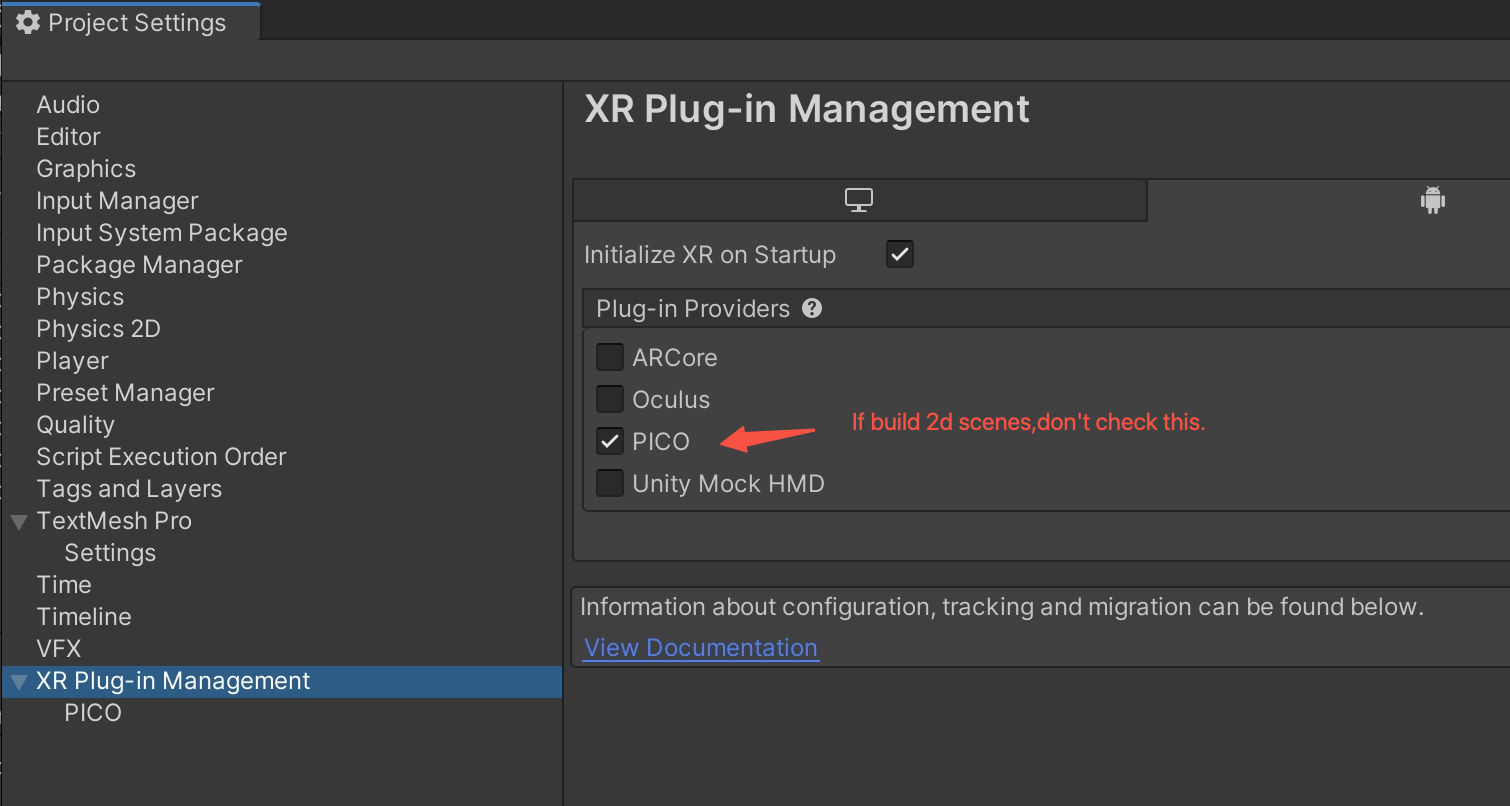 Project Settings
Audio
Editor
Graphics
Input Manager
Input System Package
Package Manager
Physics
Physics 2D
Player
Preset Manager
Quality
Script Execution Order
Tags and Layers
TextMesh Pro
Settings
Time
Timeline
VFX
XR Plug-in Management
PICO
XR Plug-in Management
Initialize XR on Startup
Plug-in Providers
ARCore
Oculus
PICO
If build 2d scenes,don't check this.
Unity Mock HMD
Information about configuration, tracking and migration can be found below.
View Documentation